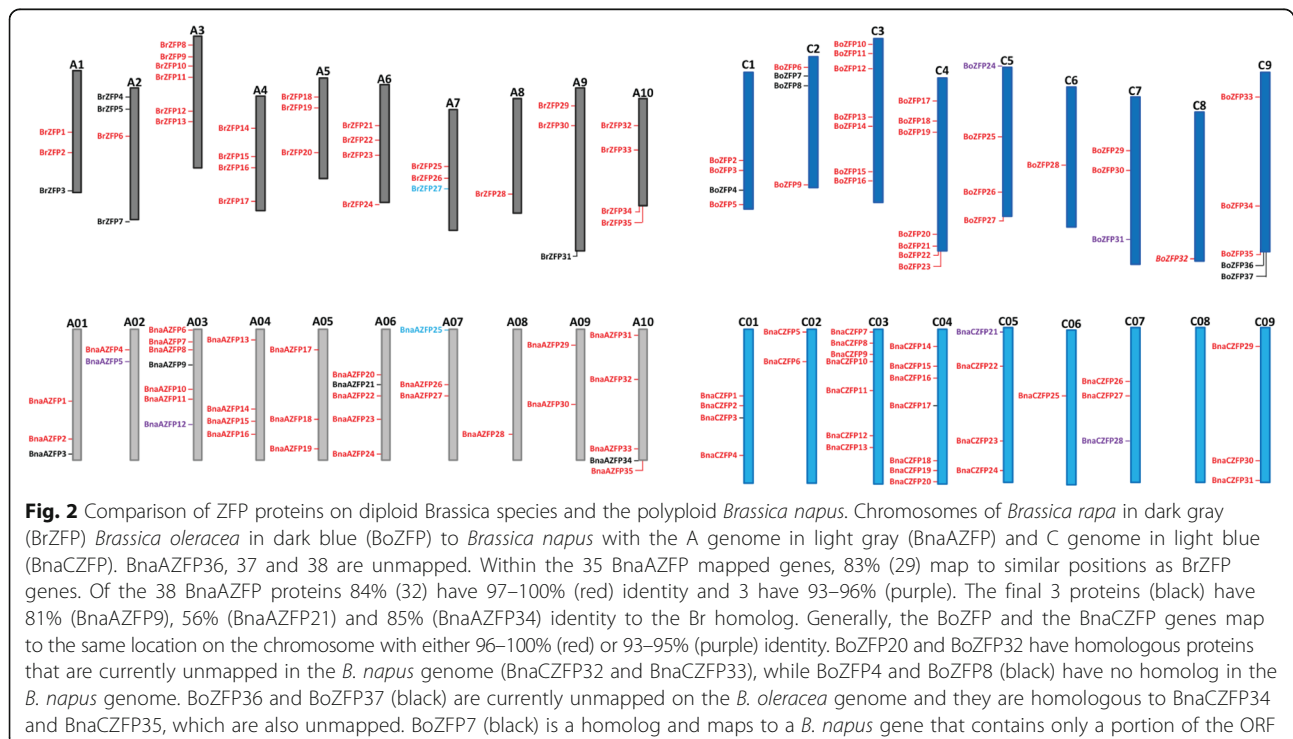 A1
A2
A3
A4
A5
A6
A7
A8
A9
A10
BrZFP1
BrZFP2
BrZFP3
BrZFP4
BrZFP5
BrZFP6
BrZFP7
BrZFP8
BrZFP9
BrZFP10
BrZFP11
BrZFP12
BrZFP13
BrZFP14
BrZFP15
BrZFP16
BrZFP17
BrZFP18
BrZFP19
BrZFP20
BrZFP21
BrZFP22
BrZFP23
BrZFP24
BrZFP25
BrZFP26
BrZFP27
BrZFP28
BrZFP29
BrZFP30
BrZFP31
BrZFP32
BrZFP33
BrZFP34
BrZFP35
C1
C2
C3
C4
C5
C6
C7
C8
C9
BoZFP2
BoZFP3
BoZFP4
BoZFP5
BoZFP6
BoZFP7
BoZFP8
BoZFP9
BoZFP10
BoZFP11
BoZFP12
BoZFP13
BoZFP14
BoZFP15
BoZFP16
BoZFP17
BoZFP18
BoZFP19
BoZFP20
BoZFP21
BoZFP22
BoZFP23
BoZFP24
BoZFP25
BoZFP26
BoZFP27
BoZFP28
BoZFP29
BoZFP30
BoZFP31
BoZFP32
BoZFP33
BoZFP34
BoZFP35
BoZFP36
BoZFP37
A01
A02
A03
A04
A05
A06
A07
A08
A09
A10
BnaAZFP1
BnaAZFP2
BnaAZFP3
BnaAZFP4
BnaAZFP5
BnaAZFP6
BnaAZFP7
BnaAZFP8
BnaAZFP9
BnaAZFP10
BnaAZFP11
BnaAZFP12
BnaAZFP13
BnaAZFP14
BnaAZFP15
BnaAZFP16
BnaAZFP17
BnaAZFP18
BnaAZFP19
BnaAZFP20
BnaAZFP21
BnaAZFP22
BnaAZFP23
BnaAZFP24
BnaAZFP25
BnaAZFP26
BnaAZFP27
BnaAZFP28
BnaAZFP29
BnaAZFP30
BnaAZFP31
BnaAZFP32
BnaAZFP33
BnaAZFP34
BnaAZFP35
C01
C02
C03
C04
C05
C06
C07
C08
C09
BnaCZFP1
BnaCZFP2
BnaCZFP3
BnaCZFP4
BnaCZFP5
BnaCZFP6
BnaCZFP7
BnaCZFP8
BnaCZFP9
BnaCZFP10
BnaCZFP11
BnaCZFP12
BnaCZFP13
BnaCZFP14
BnaCZFP15
BnaCZFP16
BnaCZFP17
BnaCZFP18
BnaCZFP19
BnaCZFP20
BnaCZFP21
BnaCZFP22
BnaCZFP23
BnaCZFP24
BnaCZFP25
BnaCZFP26
BnaCZFP27
BnaCZFP28
BnaCZFP29
BnaCZFP30
BnaCZFP31
Fig. 2 Comparison of ZFP proteins on diploid Brassica species and the polyploid Brassica napus. Chromosomes of Brassica rapa in dark gray
(BrZFP) Brassica oleracea in dark blue (BoZFP) to Brassica napus with the A genome in light gray (BnaAZFP) and C genome in light blue
(BnaCZFP). BnaAZFP36, 37 and 38 are unmapped. Within the 35 BnaAZFP mapped genes, 83% (29) map to similar positions as BrZFP
genes. Of the 38 BnaAZFP proteins 84% (32) have 97–100% (red) identity and 3 have 93–96% (purple). The final 3 proteins (black) have
81% (BnaAZFP9), 56% (BnaAZFP21) and 85% (BnaAZFP34) identity to the Br homolog. Generally, the BoZFP and the BnaCZFP genes map
to the same location on the chromosome with either 96–100% (red) or 93–95% (purple) identity. BoZFP20 and BoZFP32 have homologous proteins
that are currently unmapped in the B. napus genome (BnaCZFP32 and BnaCZFP33), while BoZFP4 and BoZFP8 (black) have no homolog in the
B. napus genome. BoZFP36 and BoZFP37 (black) are currently unmapped on the B. oleracea genome and they are homologous to BnaCZFP34
and BnaCZFP35, which are also unmapped. BoZFP7 (black) is a homolog and maps to a B. napus gene that contains only a portion of the ORF